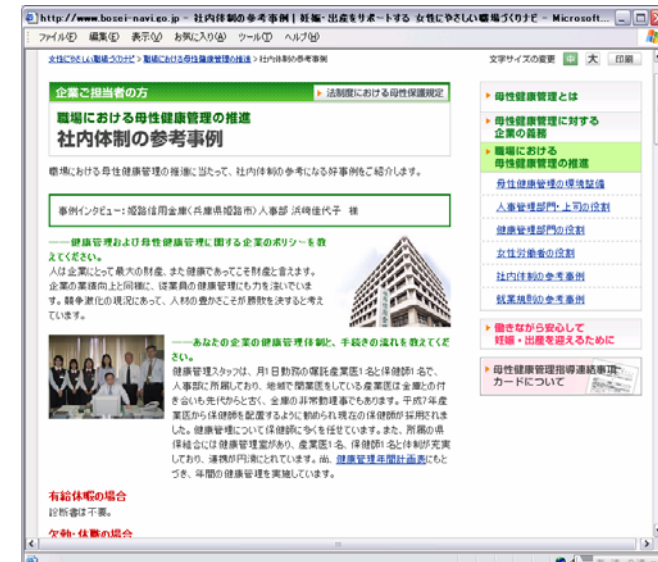 http://www.bosei-navi.co.jp - 社内体制の参考事例 | 妊娠・出産をサポートする 女性にやさしい職場づくりナビ - Microsoft...
ファイル(F) 編集(E) 表示(V) お気に入り(A) ツール(T) ヘルプ(H)
女性にやさしい職場づくりナビ > 職場における母性健康管理の推進 > 社内体制の参考事例
文字サイズの変更 中 大 印刷
企業ご担当者の方
法制度における母性保護規定
職場における母性健康管理の推進
社内体制の参考事例
職場における母性健康管理の推進に当たって、社内体制の参考になる好事例をご紹介します。
事例インタビュー:姫路信用金庫(兵庫県姫路市)人事部 浜崎佳代子 様
――健康管理および母性健康管理に関する企業のポリシーを教
えてください。
人は企業にとって最大の財産、また健康であってこそ財産と言えます。
企業の業績向上と同様に、従業員の健康管理にも力を注いでいま
す。競争激化の現況にあって、人材の豊かさこそが勝敗を決すると考え
ています。
――あなたの企業の健康管理体制と、手続きの流れを教えてくだ
さい。
健康管理スタッフは、月1日勤務の嘱託産業医1名と保健師1名で、
人事部に所属しており、地域で開業医をしている産業医は金庫との付
き合いも先代からと古く、金庫の非常勤理事でもあります。平成7年産
業医から保健師を配置するように勧められ現在の保健師が採用されま
した。健康管理について保健師に多くを任せています。また、所属の県
保組合には健康管理室があり、産業医1名、保健師1名と体制が充実
しており、連携が円滑にとれています。尚、健康管理年間計画表にもと
づき、年間の健康管理を実施しています。
有給休暇の場合
診断書は不要。
欠勤・休職の場合
母性健康管理とは
母性健康管理に対する
企業の義務
職場における
母性健康管理の推進
母性健康管理の環境整備
人事管理部門・上司の役割
健康管理部門の役割
女性労働者の役割
社内体制の参考事例
就業規則の参考事例
働きながら安心して
妊娠・出産を迎えるために
母性健康管理指導連絡事項
カードについて